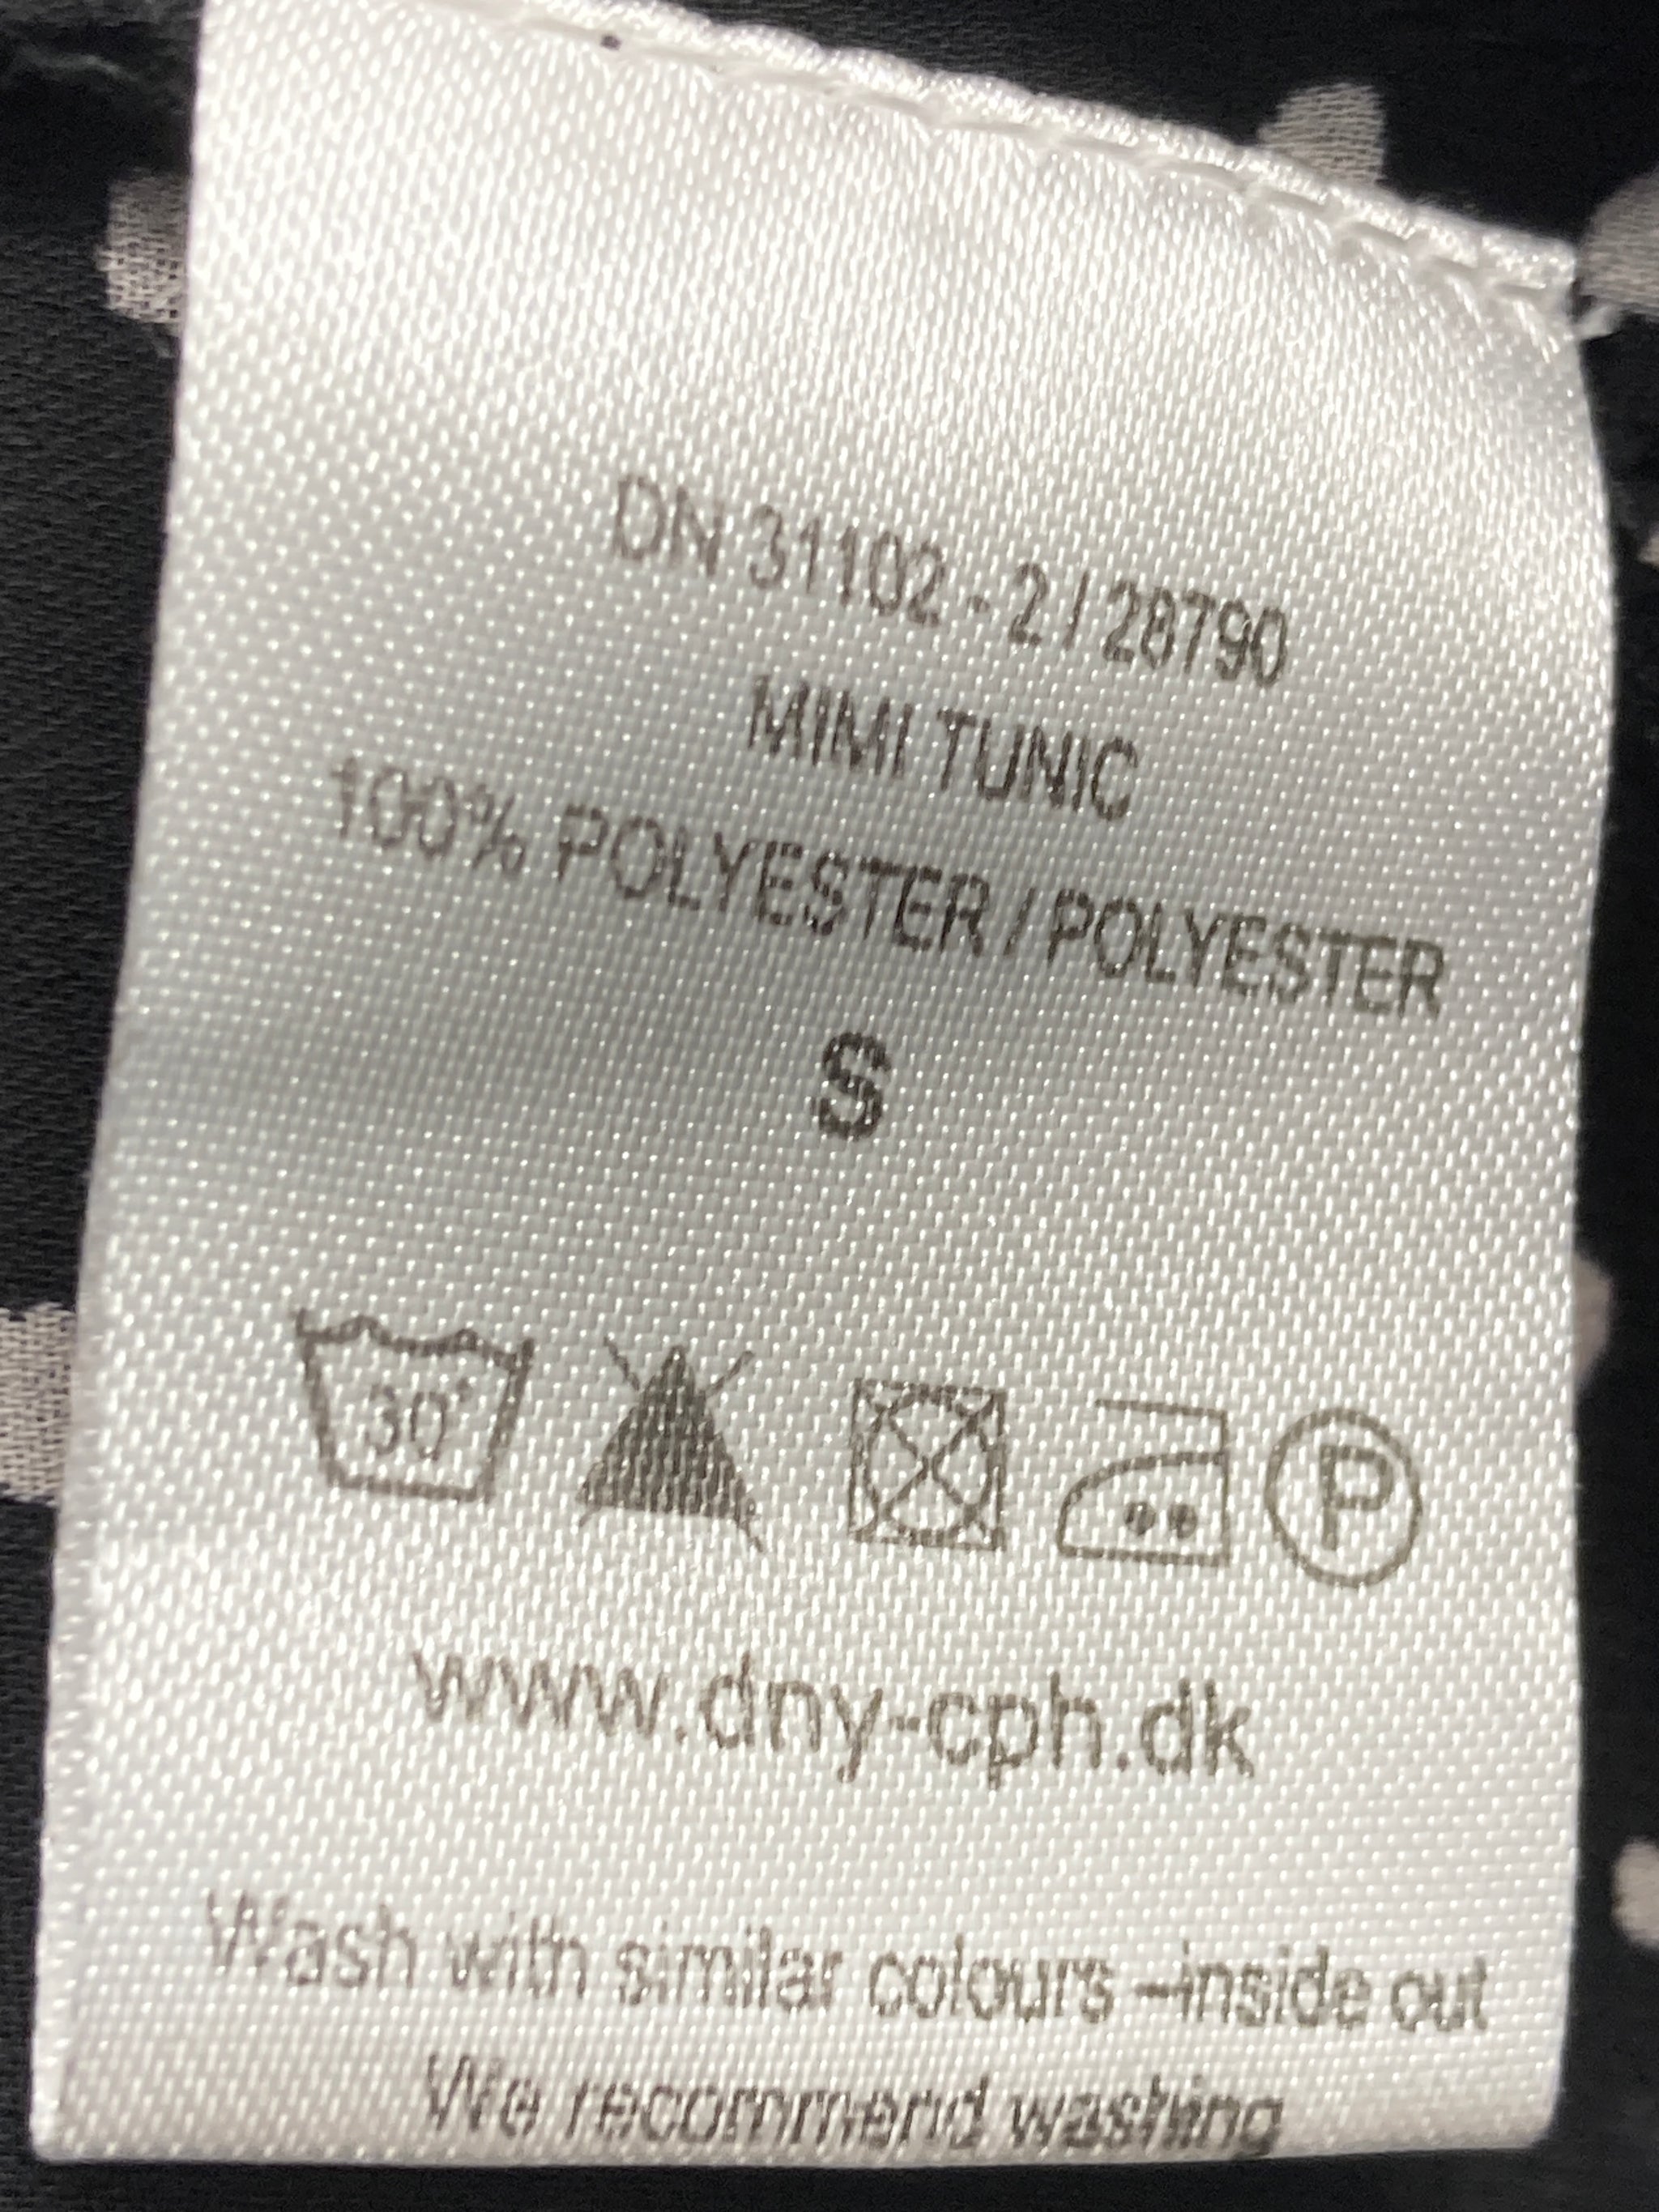 DN 31102 - 2 / 28790
MIMI TUNIC
100% POLYESTER / POLYESTER
S
30°
P
www.dny-cph.dk
Wash with similar colours –inside out
We recommend washing